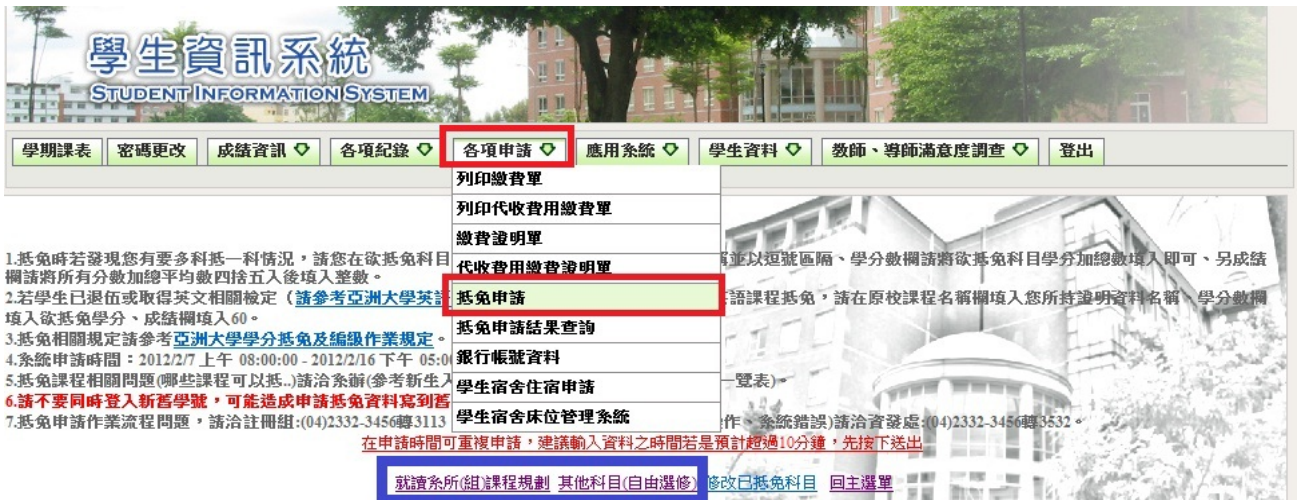 學生資訊系統
STUDENT INFORMATION SYSTEM
學期課表 密碼更改 成績資訊 各項紀錄 各項申請 應用系統 學生資料 教師、導師滿意度調查 登出
列印繳費單
列印代收費用繳費單
繳費證明單
代收費用繳費證明單
抵免申請
抵免申請結果查詢
銀行帳號資料
學生宿舍住宿申請
學生宿舍床位管理系統
1.抵免時若發現您有要多科抵一科情況,請您在欲抵免科目 並以逗號區隔、學分數欄請將欲抵免科目學分加總數填入即可、另成績
欄請將所有分數加總平均數四捨五入後填入整數。
2.若學生已退伍或取得英文相關檢定(請參考亞洲大學英語 語課程抵免,請在原校課程名稱欄填入您所持證明資料名稱、學分數欄
填入欲抵免學分、成績欄填入60。
3.抵免相關規定請參考亞洲大學學分抵免及編級作業規定。
4.系統申請時間:2012/2/7 上午 08:00:00 - 2012/2/16 下午 05:0
5.抵免課程相關問題(哪些課程可以抵..)請洽系辦(參考新生入 一覽表)。
6.請不要同時登入新舊學號,可能造成申請抵免資料寫到舊
7.抵免申請作業流程問題,請洽註冊組:(04)2332-3456轉3113 作、系統錯誤)請洽資發處:(04)2332-3456轉3532。
在申請時間可重複申請,建議輸入資料之時間若是預計超過10分鐘,先按下送出
就讀系所(組)課程規劃 其他科目(自由選修) 修改已抵免科目 回主選單